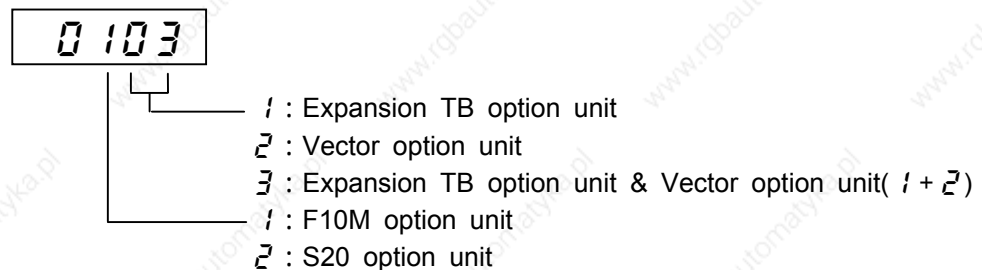 0103
1 : Expansion TB option unit
2 : Vector option unit
3 : Expansion TB option unit & Vector option unit( 1 + 2 )
1 : F10M option unit
2 : S20 option unit